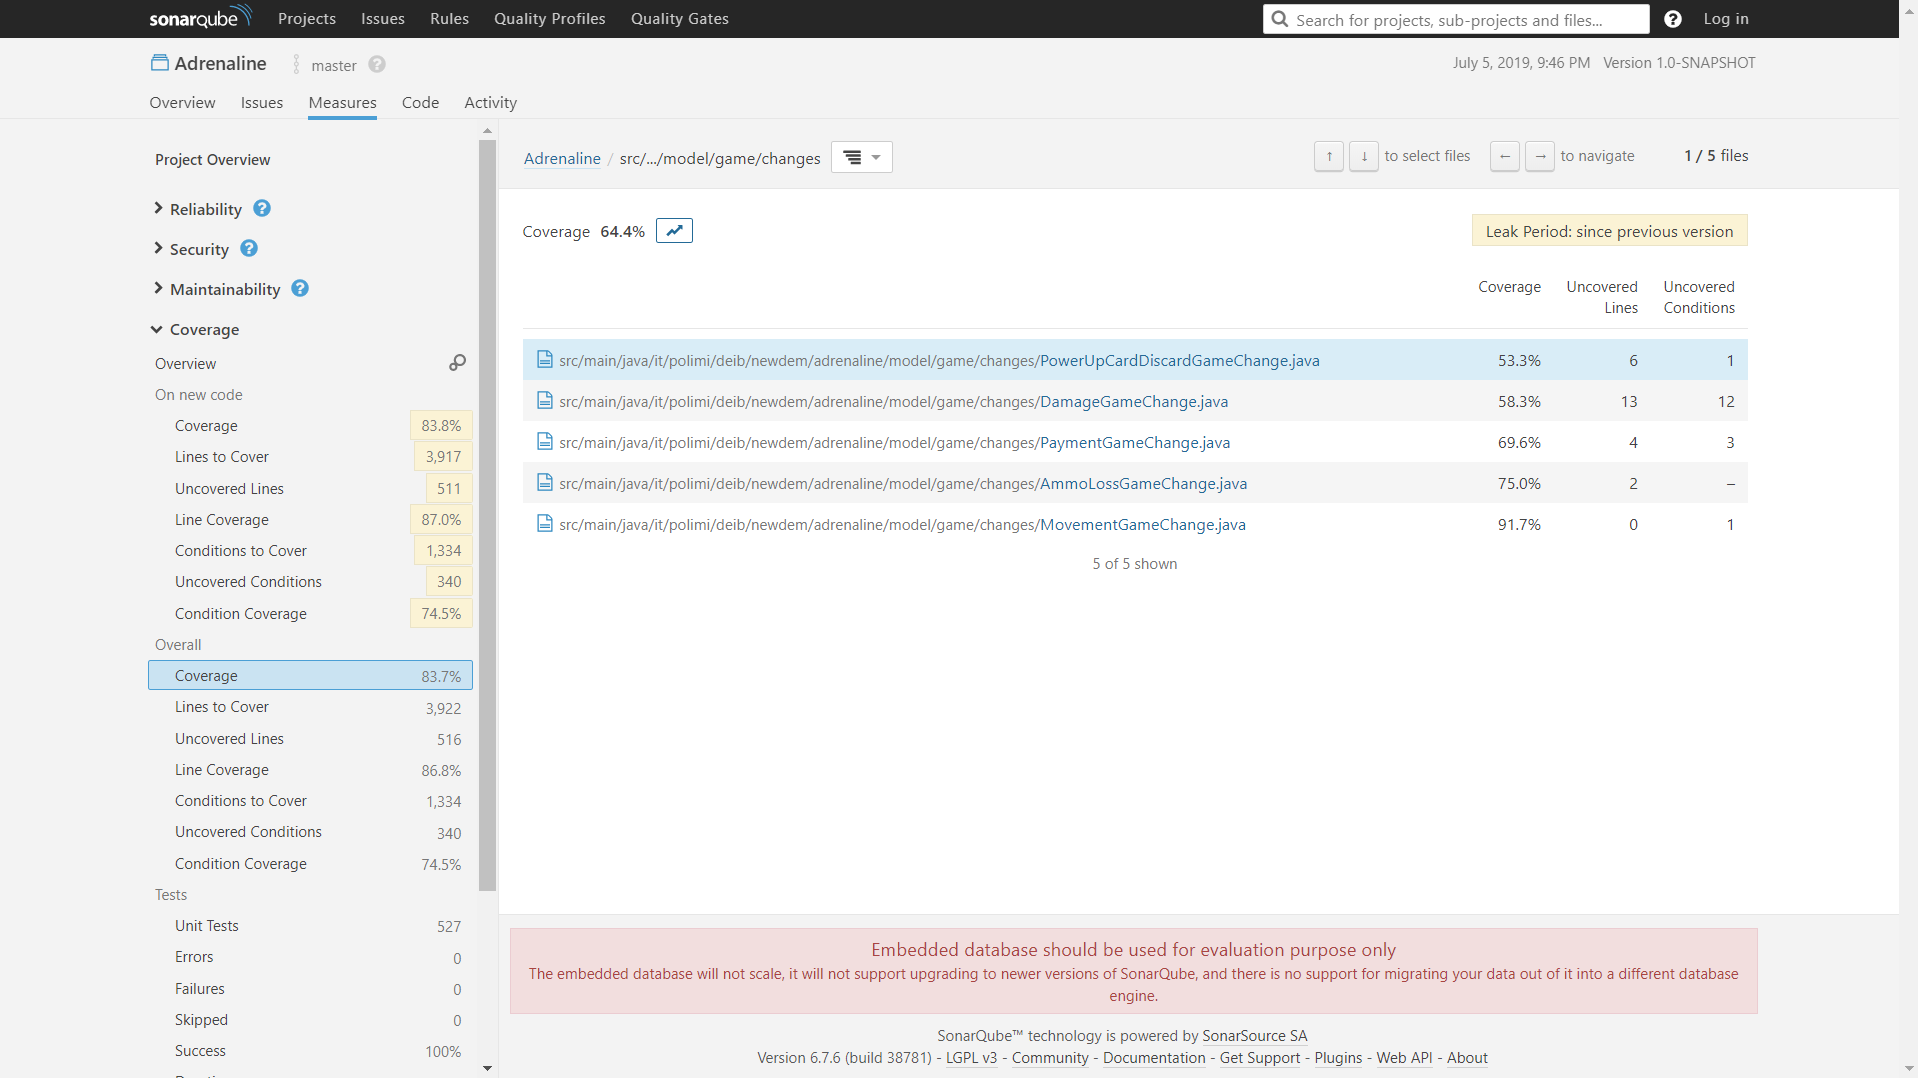 sonarqube Projects Issues Rules Quality Profiles Quality Gates Search for projects, sub-projects and files... ? Log in
Adrenaline master ? July 5, 2019, 9:46 PM Version 1.0-SNAPSHOT
Overview Issues Measures Code Activity
Project Overview
Reliability ?
Security ?
Maintainability ?
Coverage
Overview
On new code
Coverage 83.8%
Lines to Cover 3,917
Uncovered Lines 511
Line Coverage 87.0%
Conditions to Cover 1,334
Uncovered Conditions 340
Condition Coverage 74.5%
Overall
Coverage 83.7%
Lines to Cover 3,922
Uncovered Lines 516
Line Coverage 86.8%
Conditions to Cover 1,334
Uncovered Conditions 340
Condition Coverage 74.5%
Tests
Unit Tests 527
Errors 0
Failures 0
Skipped 0
Success 100%
Adrenaline / src/.../model/game/changes ↑ ↓ to select files ← → to navigate 1 / 5 files
Coverage 64.4% Leak Period: since previous version
Coverage Uncovered Uncovered
Lines Conditions
src/main/java/it/polimi/deib/newdem/adrenaline/model/game/changes/PowerUpCardDiscardGameChange.java 53.3% 6 1
src/main/java/it/polimi/deib/newdem/adrenaline/model/game/changes/DamageGameChange.java 58.3% 13 12
src/main/java/it/polimi/deib/newdem/adrenaline/model/game/changes/PaymentGameChange.java 69.6% 4 3
src/main/java/it/polimi/deib/newdem/adrenaline/model/game/changes/AmmoLossGameChange.java 75.0% 2 –
src/main/java/it/polimi/deib/newdem/adrenaline/model/game/changes/MovementGameChange.java 91.7% 0 1
5 of 5 shown
Embedded database should be used for evaluation purpose only
The embedded database will not scale, it will not support upgrading to newer versions of SonarQube, and there is no support for migrating your data out of it into a different database
engine.
SonarQube™ technology is powered by SonarSource SA
Version 6.7.6 (build 38781) - LGPL v3 - Community - Documentation - Get Support - Plugins - Web API - About